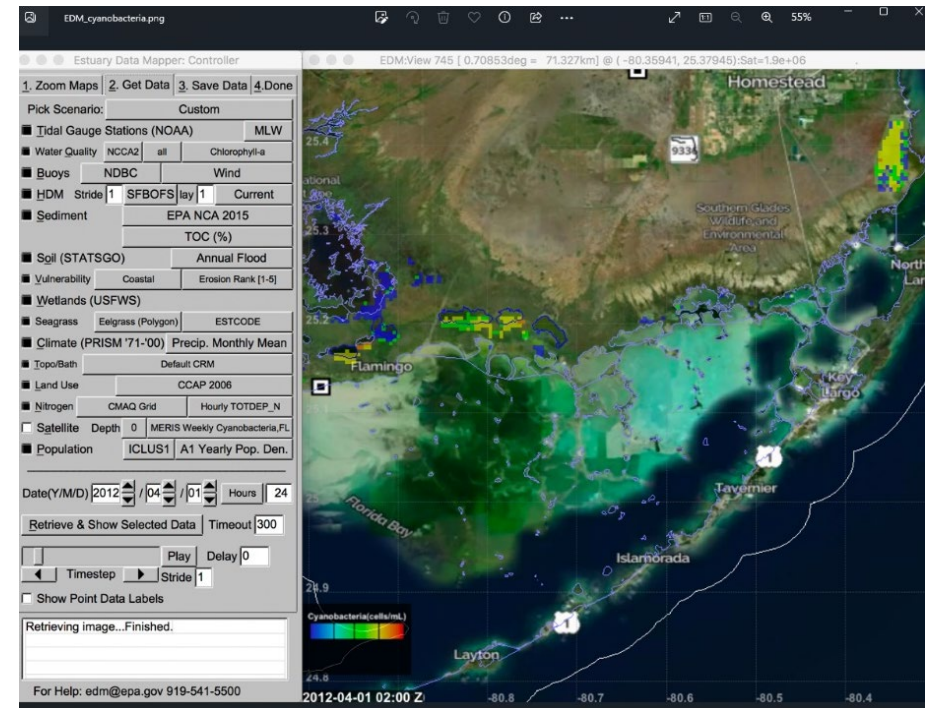 EDM_cyanobacteria.png
55%
Estuary Data Mapper: Controller
EDM:View 745 [ 0.70853deg = 71.327km] @ ( -80.35941, 25.37945):Sat=1.9e+06
1. Zoom Maps 2. Get Data 3. Save Data 4.Done
Pick Scenario: Custom
Tidal Gauge Stations (NOAA) MLW
Water Quality NCCA2 all Chlorophyll-a
Buoys NDBC Wind
HDM Stride 1 SFBOFS lay 1 Current
Sediment EPA NCA 2015
TOC (%)
Soil (STATSGO) Annual Flood
Vulnerability Coastal Erosion Rank [1-5]
Wetlands (USFWS)
Seagrass Eelgrass (Polygon) ESTCODE
Climate (PRISM '71-'00) Precip. Monthly Mean
Topo/Bath Default CRM
Land Use CCAP 2006
Nitrogen CMAQ Grid Hourly TOTDEP_N
Satellite Depth 0 MERIS Weekly Cyanobacteria,FL
Population ICLUS1 A1 Yearly Pop. Den.
Date(Y/M/D) 2012 / 04 / 01 Hours 24
Retrieve & Show Selected Data Timeout 300
Play Delay 0
Timestep Stride 1
Show Point Data Labels
Retrieving image...Finished.
For Help: edm@epa.gov 919-541-5500
Homestead
25.4
9336
ational
Southern Glades
Wildlife and
Environmental
Area
25.3
North
Lar
25.2
Flamingo
Key
Largo
1
Tavernier
25
Florida Bay
Islamorada
24.9
Cyanobacteria(cells/mL)
1
Layton
24.8
2012-04-01 02:00 Z
-80.8 -80.7 -80.6 -80.5 -80.4